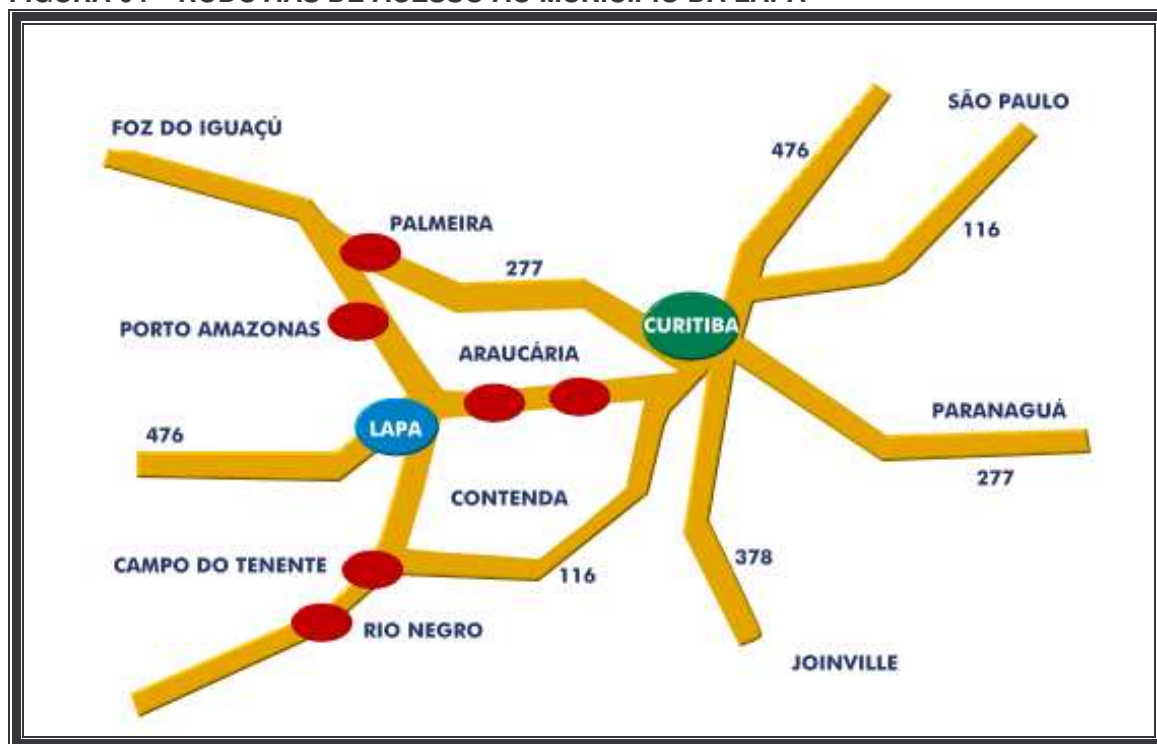 FOZ DO IGUAÇÚ
SÃO PAULO
476
PALMEIRA
116
277
PORTO AMAZONAS
CURITIBA
ARAUCÁRIA
PARANAGUÁ
LAPA
476
277
CONTENDA
CAMPO DO TENENTE
378
116
RIO NEGRO
JOINVILLE